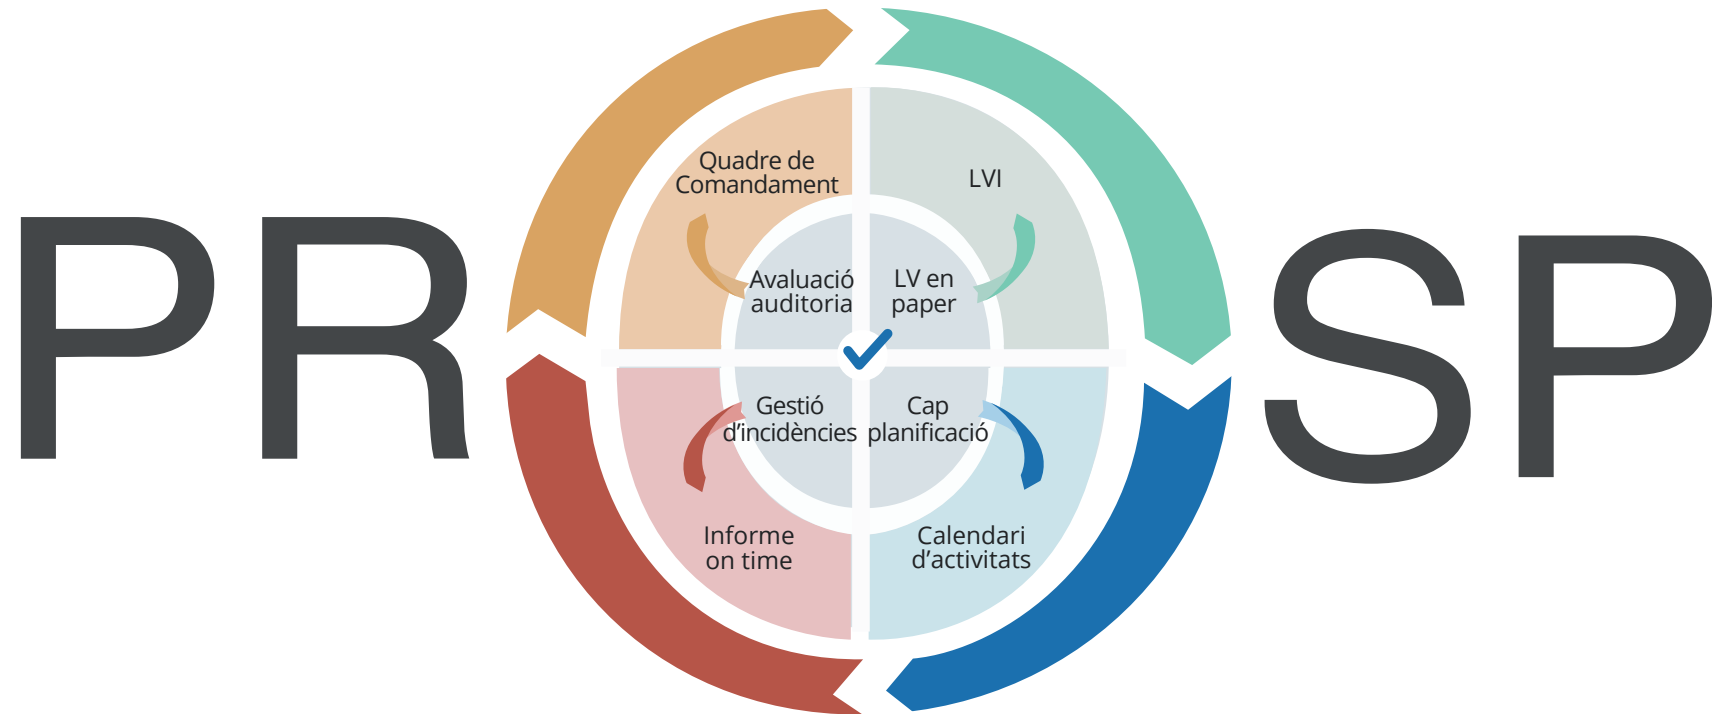 PR SP
Quadre de
Comandament
LVI
Avaluació
auditoria
LV en
paper
Gestió
d’incidències
Cap
planificació
Informe
on time
Calendari
d’activitats